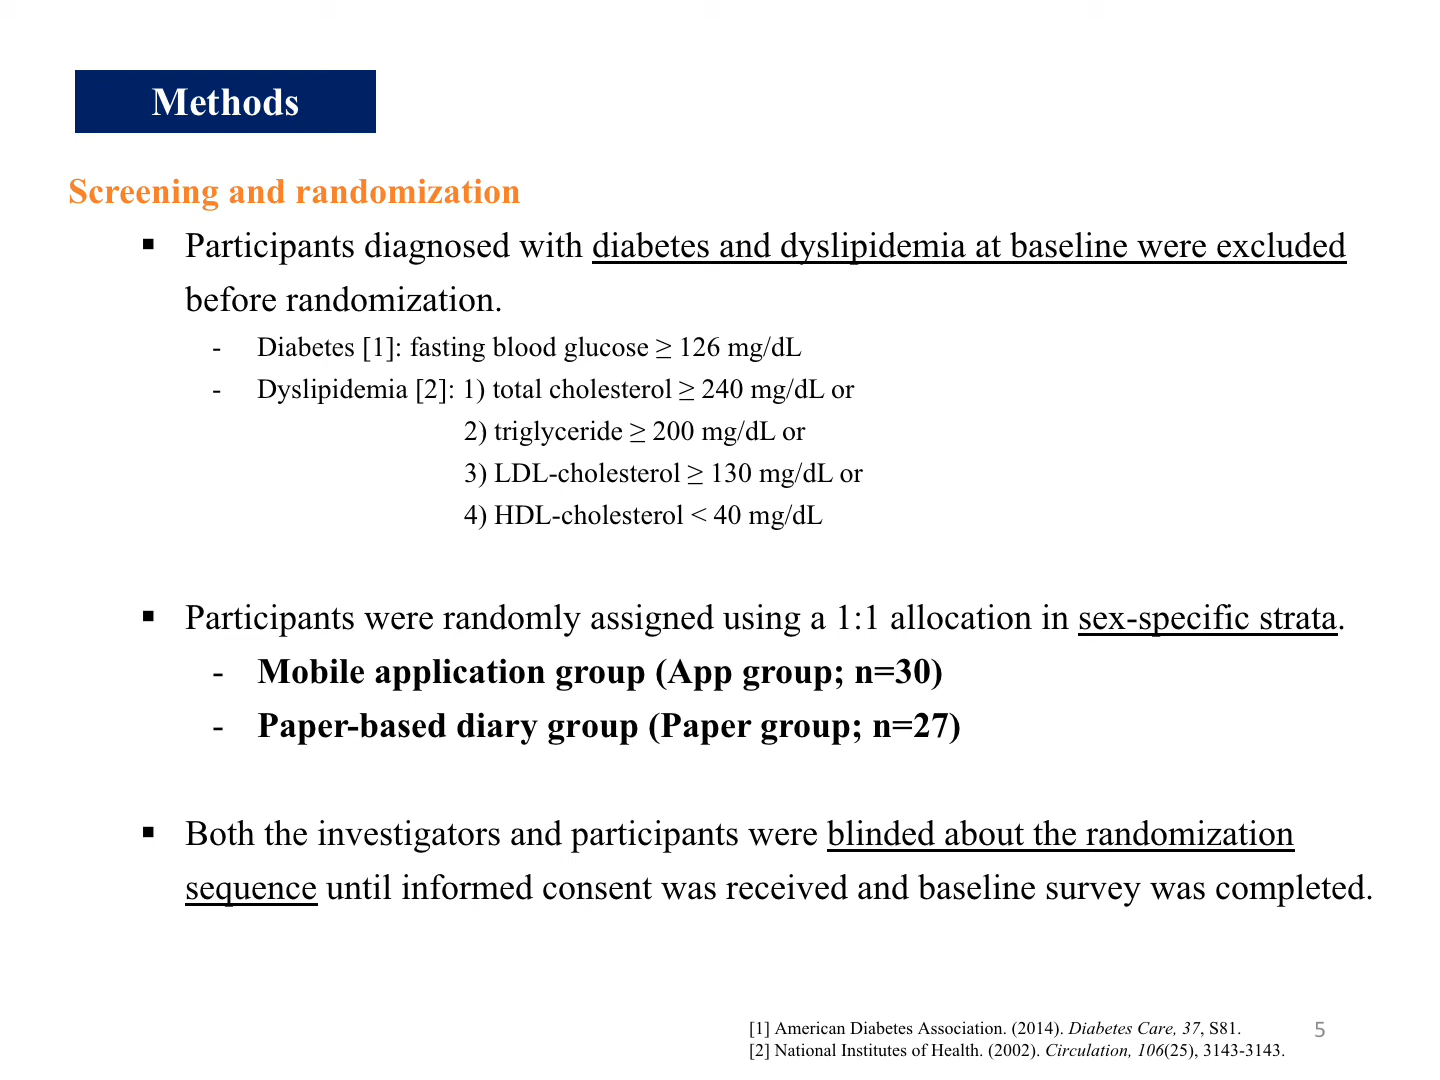 Methods
Screening and randomization
▪ Participants diagnosed with diabetes and dyslipidemia at baseline were excluded
before randomization.
- Diabetes [1]: fasting blood glucose ≥ 126 mg/dL
- Dyslipidemia [2]: 1) total cholesterol ≥ 240 mg/dL or
2) triglyceride ≥ 200 mg/dL or
3) LDL-cholesterol ≥ 130 mg/dL or
4) HDL-cholesterol < 40 mg/dL
▪ Participants were randomly assigned using a 1:1 allocation in sex-specific strata.
- Mobile application group (App group; n=30)
- Paper-based diary group (Paper group; n=27)
▪ Both the investigators and participants were blinded about the randomization
sequence until informed consent was received and baseline survey was completed.
[1] American Diabetes Association. (2014). Diabetes Care, 37, S81.
[2] National Institutes of Health. (2002). Circulation, 106(25), 3143-3143.
5